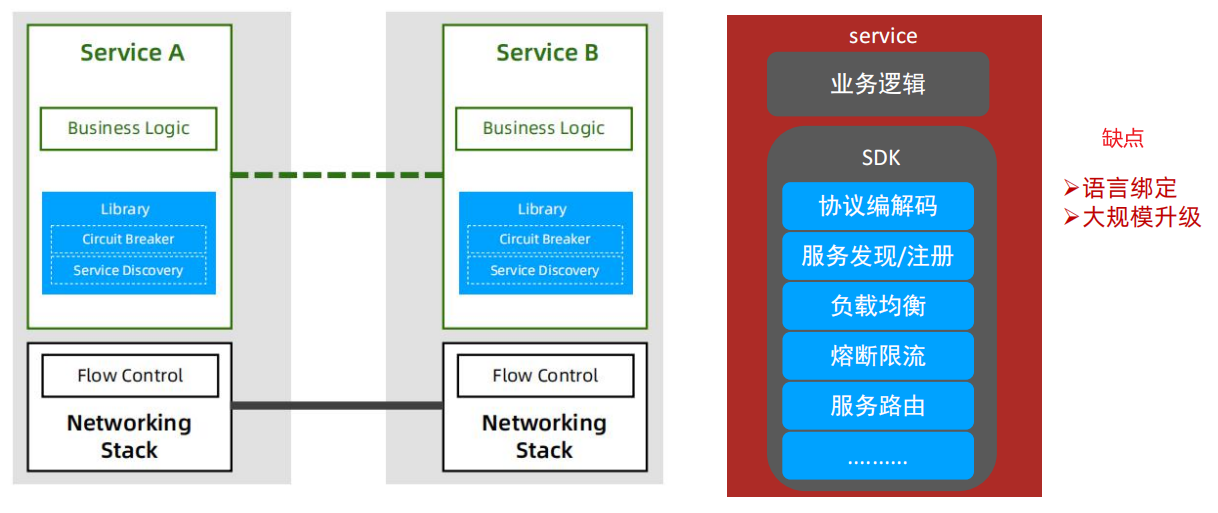 Service A
Business Logic
Library
Circuit Breaker
Service Discovery
Flow Control
Networking
Stack
Service B
Business Logic
Library
Circuit Breaker
Service Discovery
Flow Control
Networking
Stack
service
业务逻辑
SDK
协议编解码
服务发现/注册
负载均衡
熔断限流
服务路由
..........
缺点
➢语言绑定
➢大规模升级